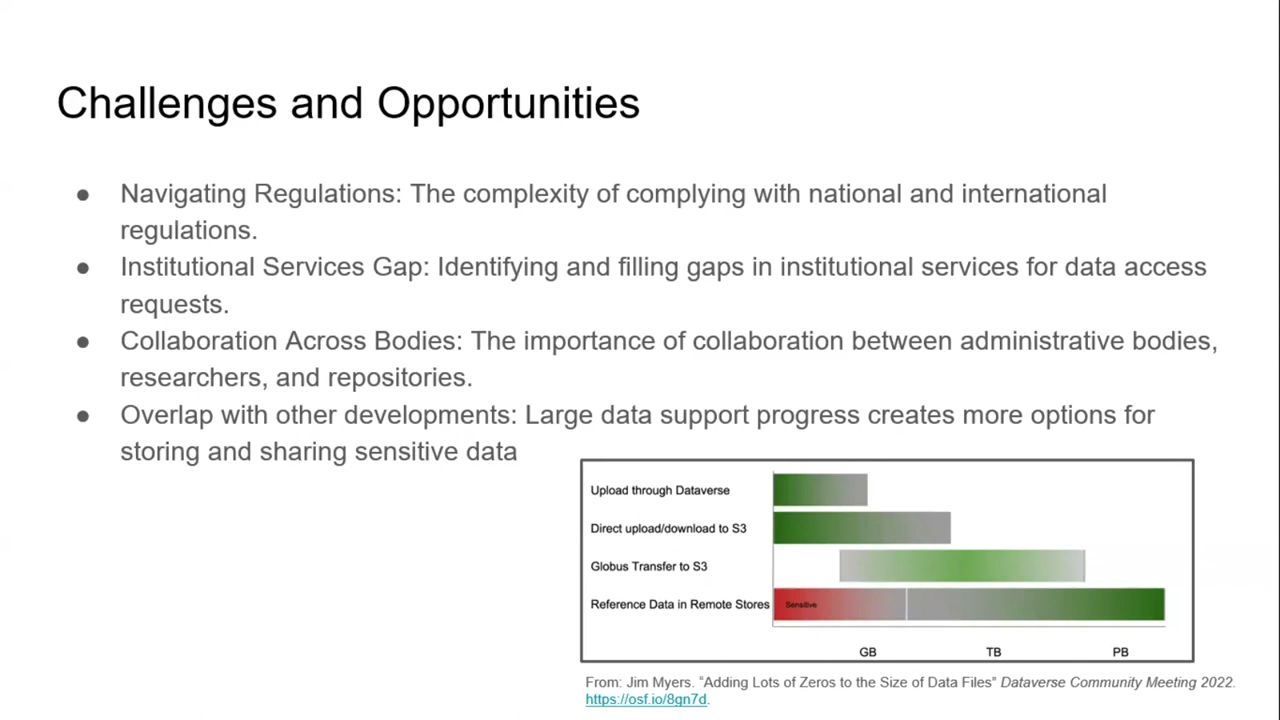 Challenges and Opportunities
● Navigating Regulations: The complexity of complying with national and international
regulations.
● Institutional Services Gap: Identifying and filling gaps in institutional services for data access
requests.
● Collaboration Across Bodies: The importance of collaboration between administrative bodies,
researchers, and repositories.
● Overlap with other developments: Large data support progress creates more options for
storing and sharing sensitive data
Upload through Dataverse
Direct upload/download to S3
Globus Transfer to S3
Reference Data in Remote Stores Sensitive
GB TB PB
From: Jim Myers. “Adding Lots of Zeros to the Size of Data Files” Dataverse Community Meeting 2022.
https://osf.io/8gn7d.